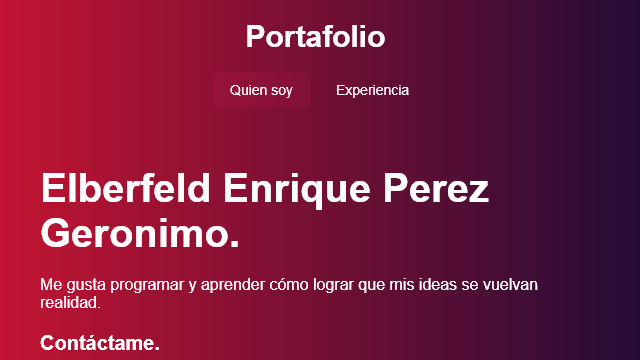 Portafolio
Quien soy
Experiencia
Elberfeld Enrique Perez
Geronimo.
Me gusta programar y aprender cómo lograr que mis ideas se vuelvan
realidad.
Contáctame.